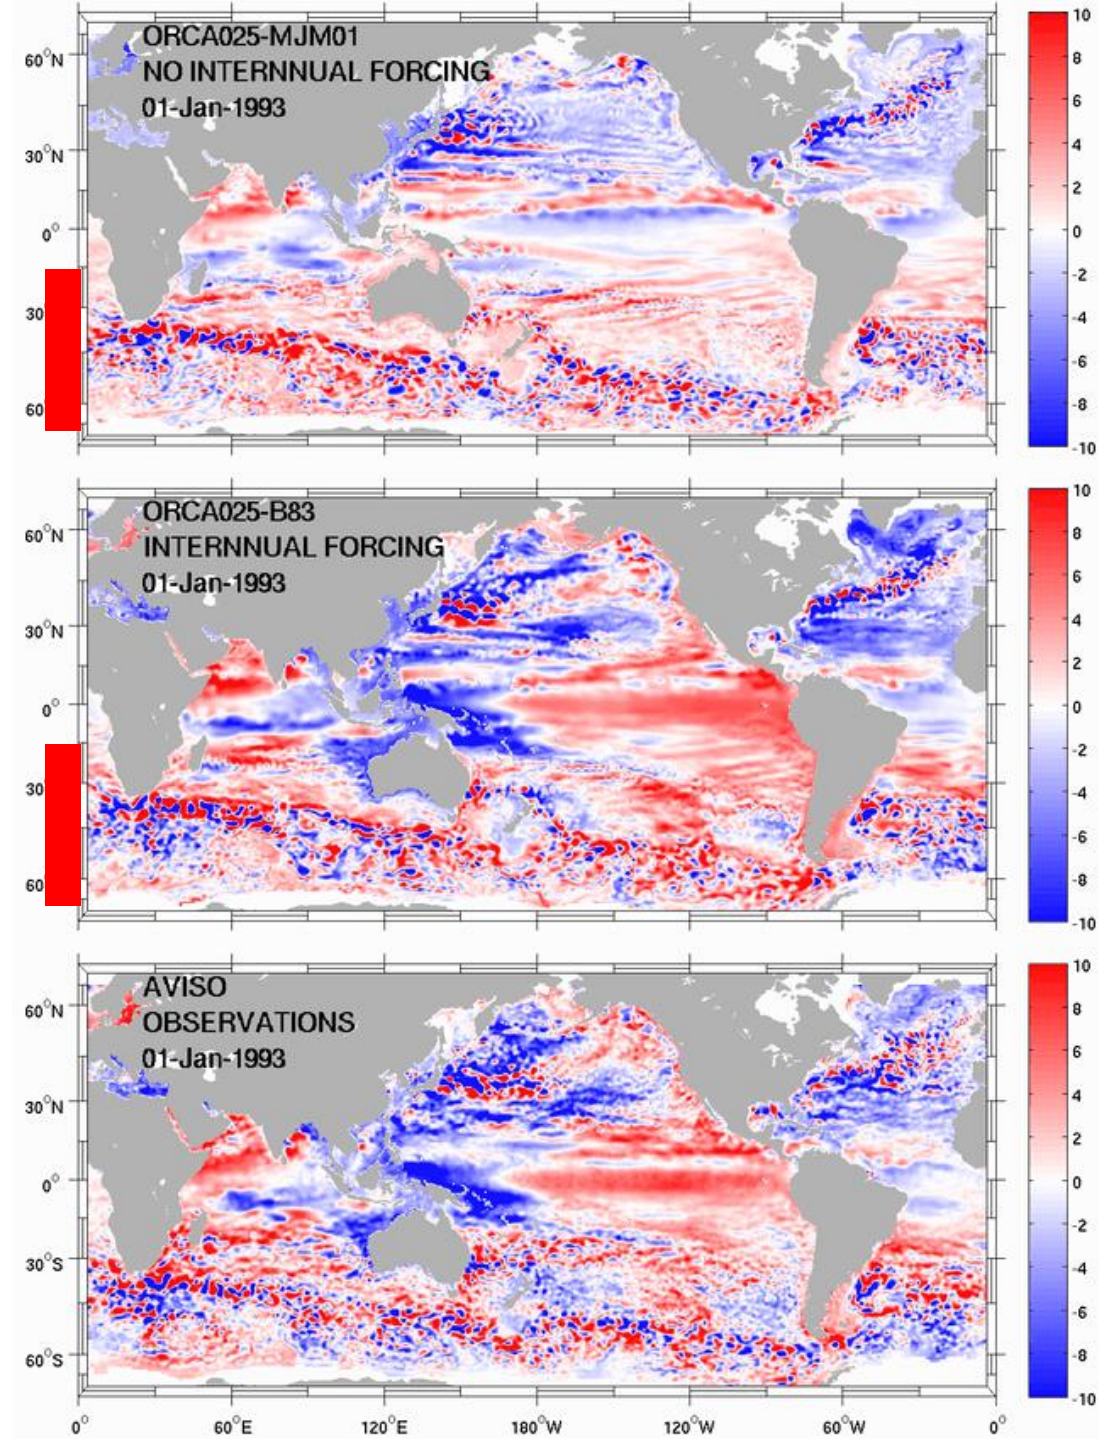 ORCA025-MJM01
NO INTERNNUAL FORCING
01-Jan-1993
60°N
30°N
0°
30
60
10
8
6
4
2
0
-2
-4
-6
-8
-10
ORCA025-B83
INTERNNUAL FORCING
01-Jan-1993
60°N
30°N
0°
30
60
10
8
6
4
2
0
-2
-4
-6
-8
-10
AVISO
OBSERVATIONS
01-Jan-1993
60°N
30°N
0°
30°S
60°S
10
8
6
4
2
0
-2
-4
-6
-8
-10
0° 60°E 120°E 180°W 120°W 60°W 0°